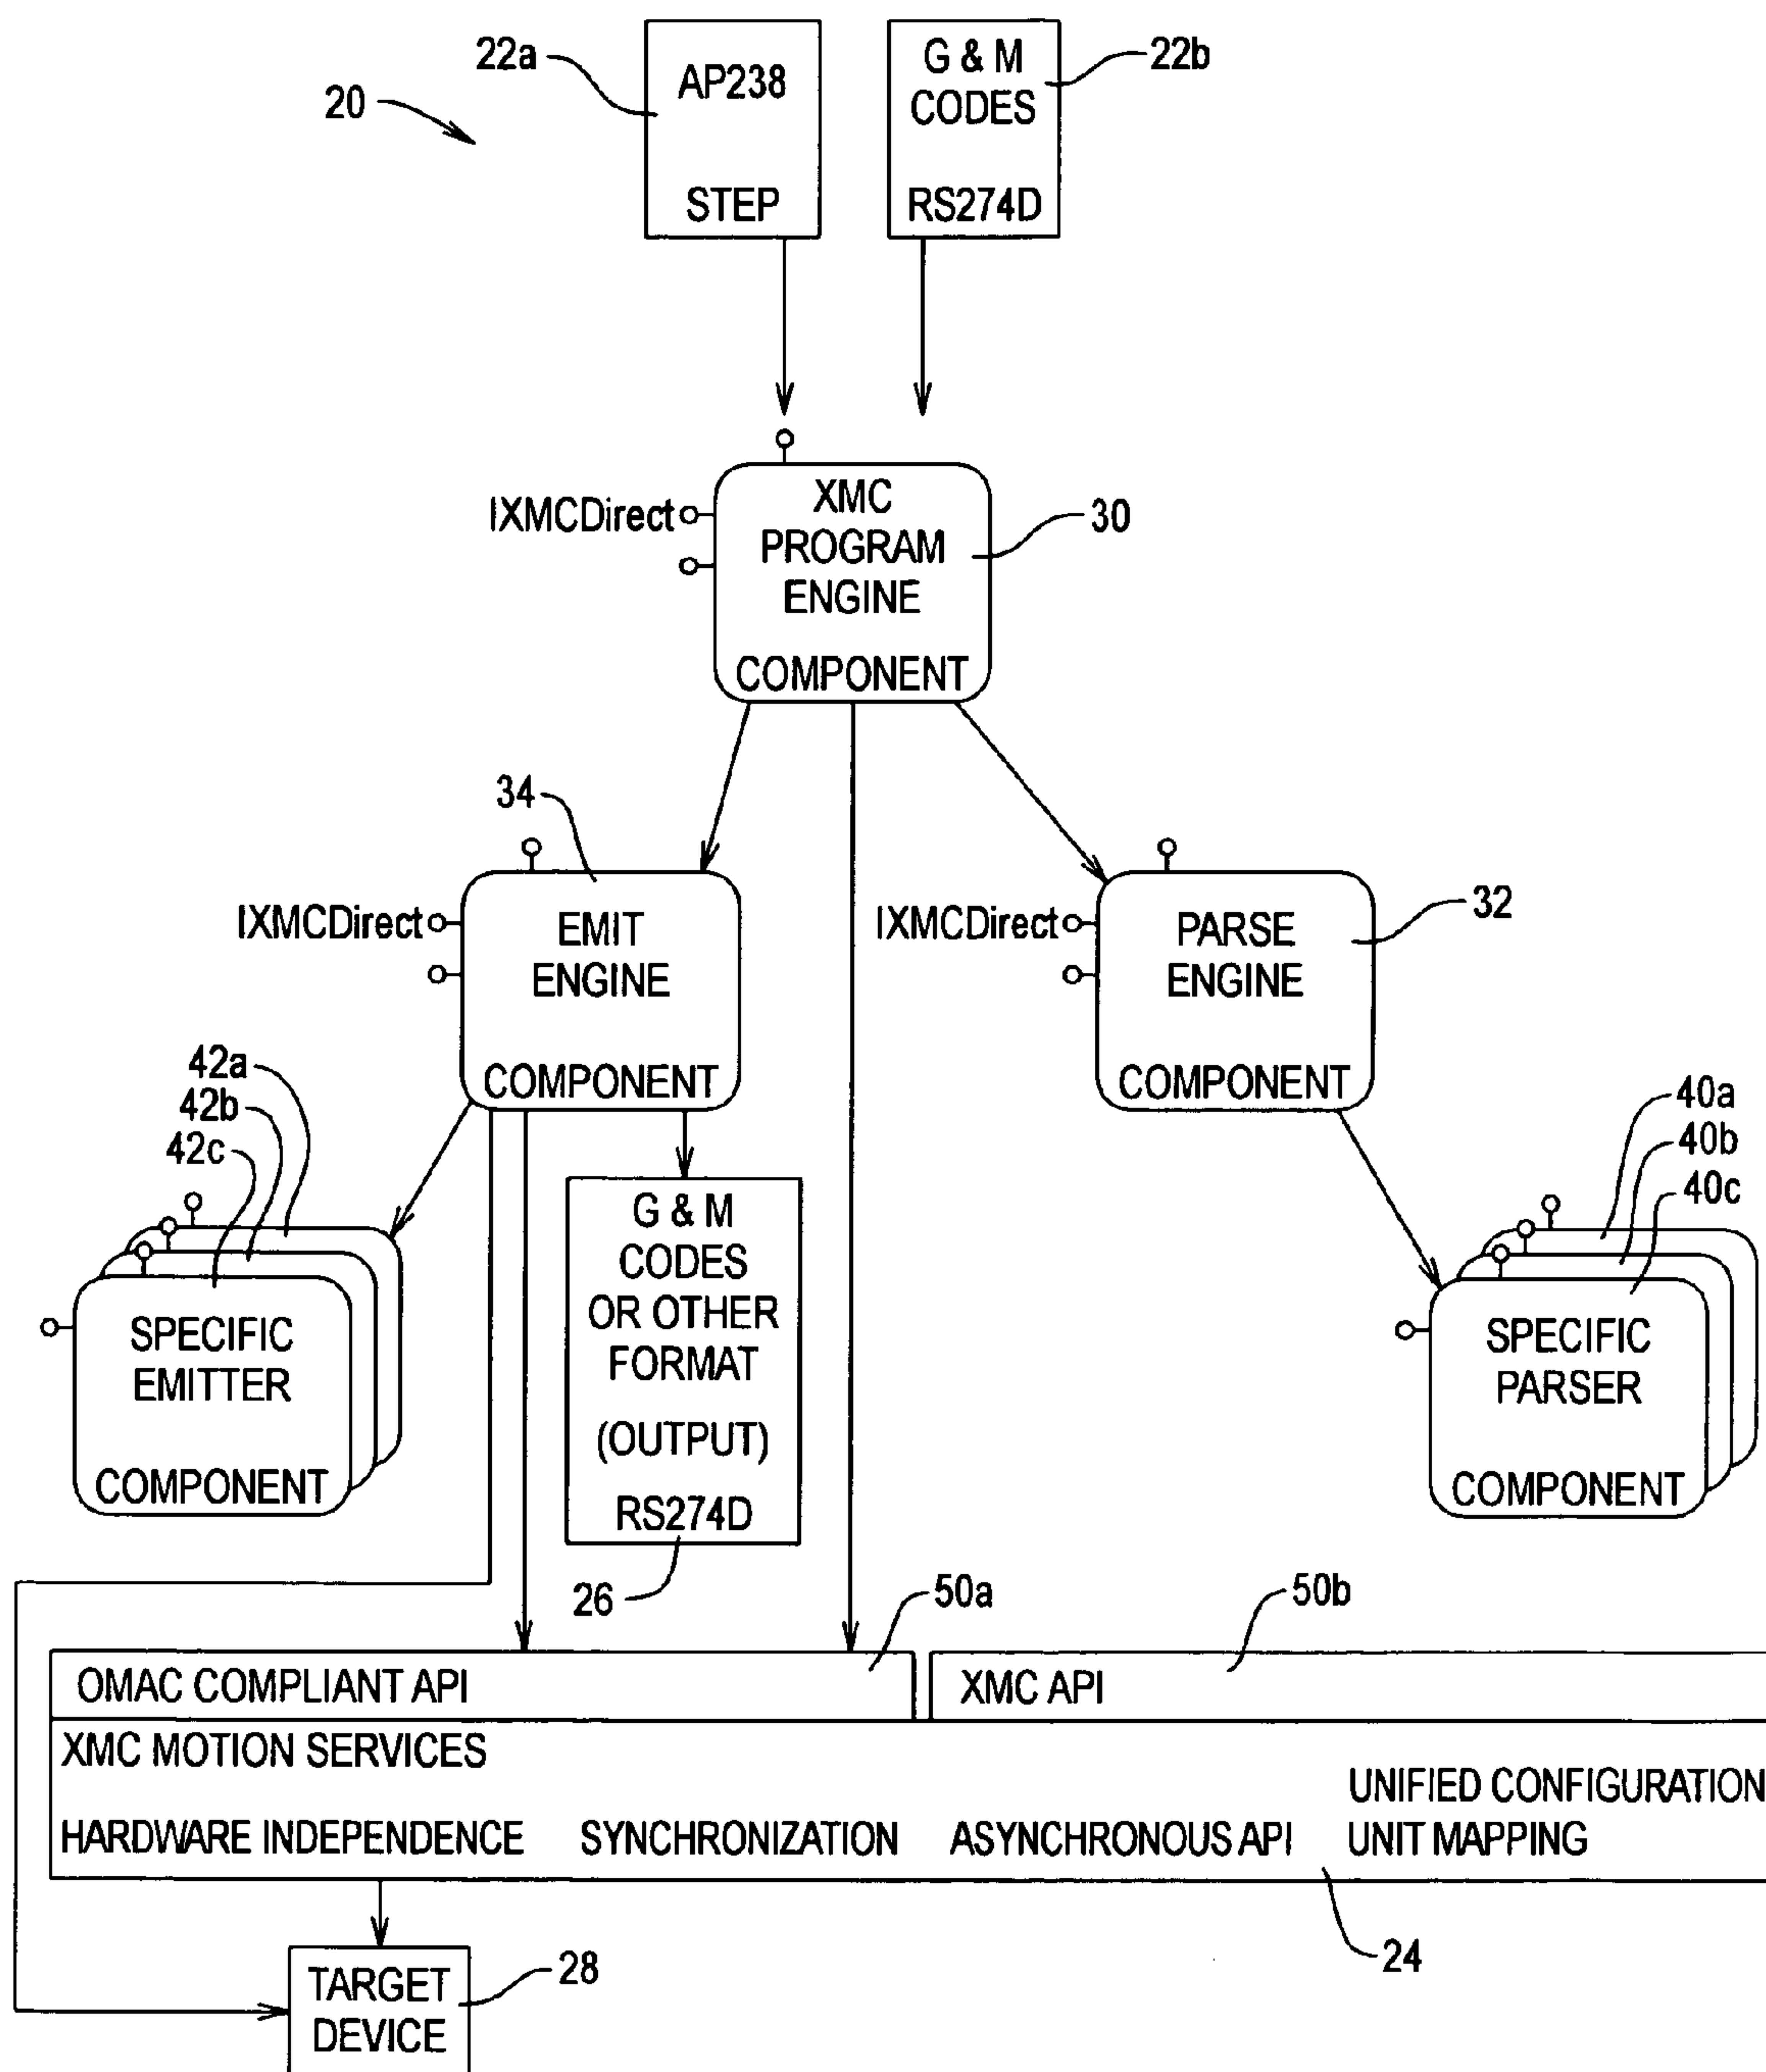 22a
AP238
STEP
G & M
CODES
RS274D
22b
20
IXMCDirect
XMC
PROGRAM
ENGINE
COMPONENT
30
34
IXMCDirect
EMIT
ENGINE
COMPONENT
IXMCDirect
PARSE
ENGINE
COMPONENT
32
42a
42b
42c
SPECIFIC
EMITTER
COMPONENT
G & M
CODES
OR OTHER
FORMAT
(OUTPUT)
RS274D
26
40a
40b
40c
SPECIFIC
PARSER
COMPONENT
50a
50b
OMAC COMPLIANT API
XMC API
XMC MOTION SERVICES
UNIFIED CONFIGURATION
HARDWARE INDEPENDENCE
SYNCHRONIZATION
ASYNCHRONOUS API
UNIT MAPPING
24
TARGET
DEVICE
28